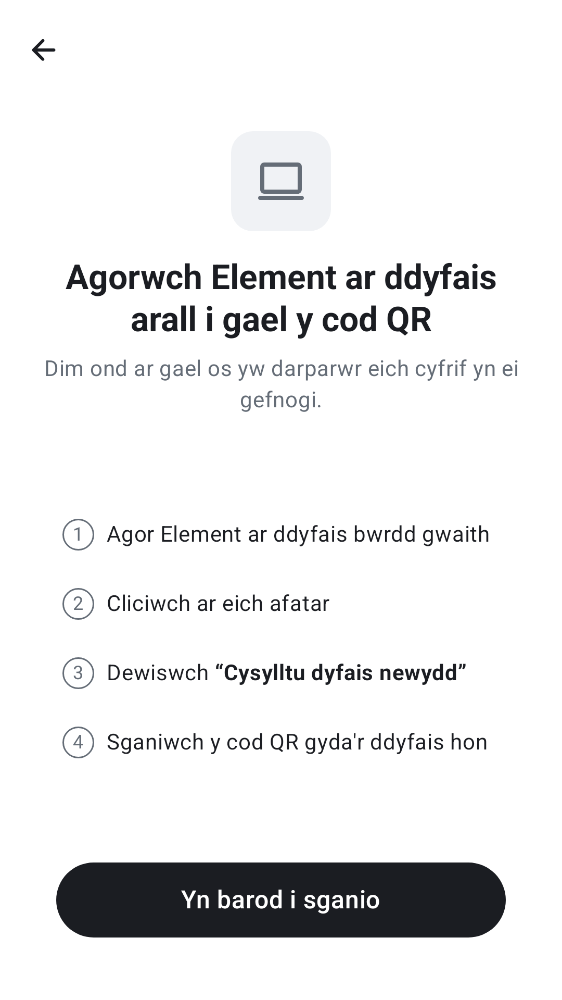 Agorwch Element ar ddyfais
arall i gael y cod QR
Dim ond ar gael os yw darparwr eich cyfrif yn ei
gefnogi.
1 Agor Element ar ddyfais bwrdd gwaith
2 Cliciwch ar eich afatar
3 Dewiswch “Cysylltu dyfais newydd”
4 Sganiwch y cod QR gyda'r ddyfais hon
Yn barod i sganio